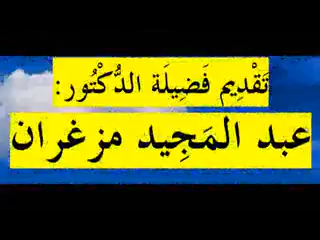 تَقْدِيم فَضِيلَة الدُّكْتُور:
عبد المَجِيد مزغران